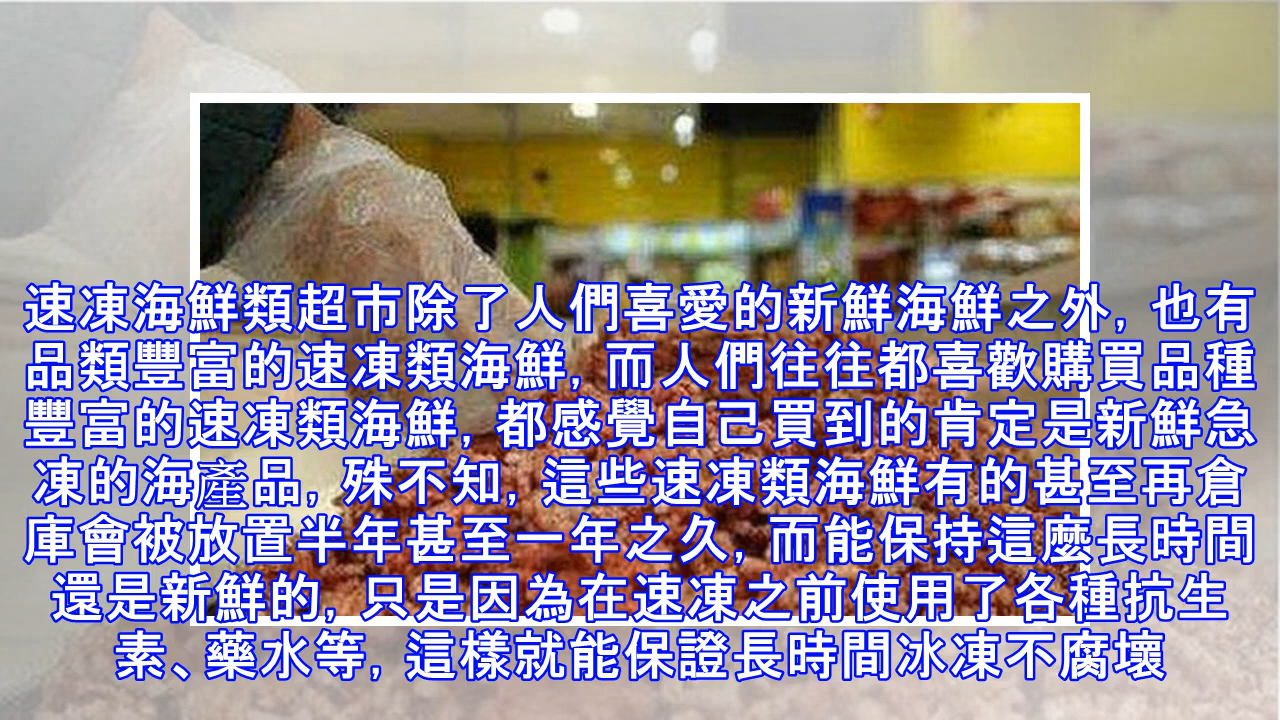 速凍海鮮類超市除了人們喜愛的新鮮海鮮之外, 也有
品類豐富的速凍類海鮮, 而人們往往都喜歡購買品種
豐富的速凍類海鮮, 都感覺自己買到的肯定是新鮮急
凍的海產品, 殊不知, 這些速凍類海鮮有的甚至再倉
庫會被放置半年甚至一年之久, 而能保持這麼長時間
還是新鮮的, 只是因為在速凍之前使用了各種抗生
素、藥水等, 這樣就能保證長時間冰凍不腐壞